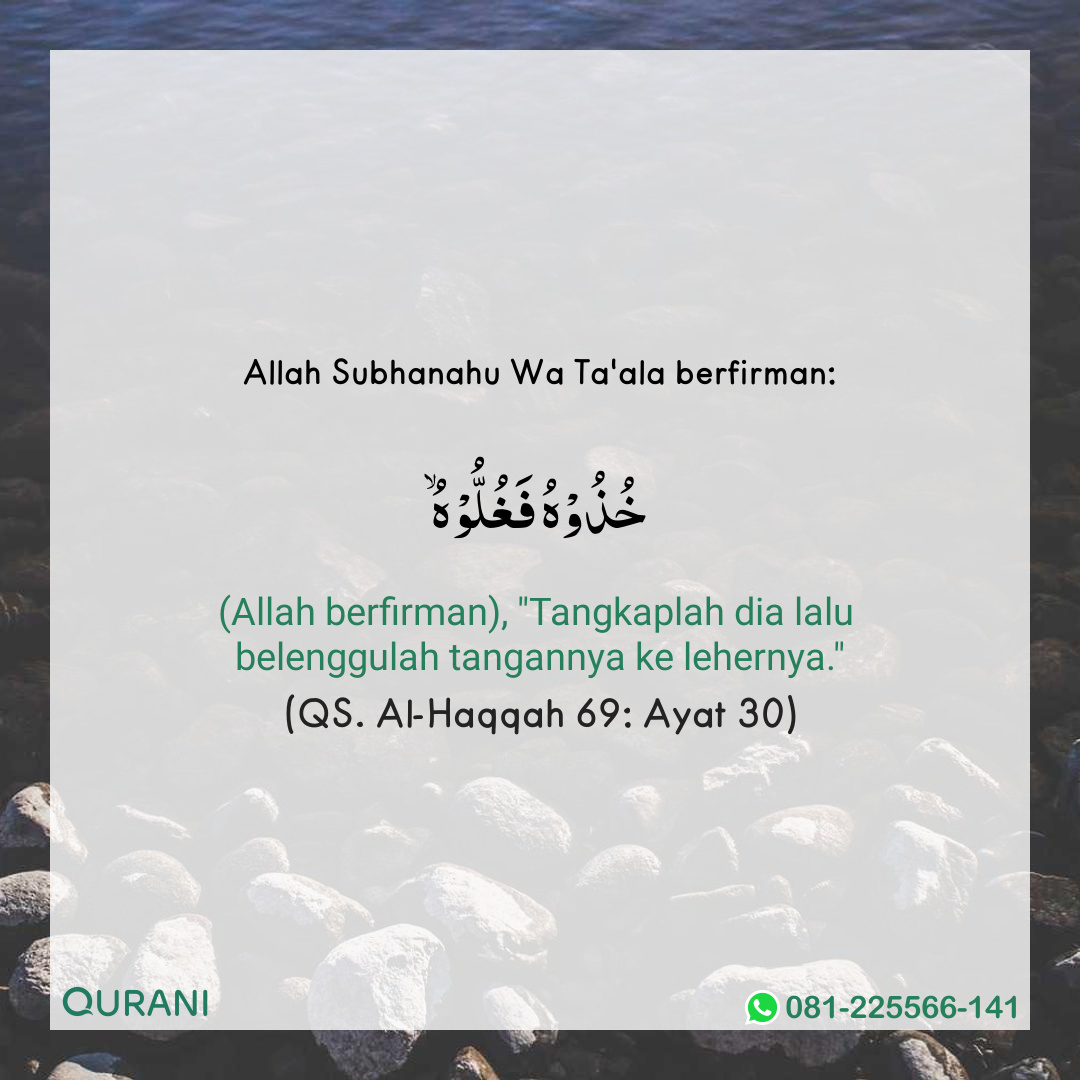 Allah Subhanahu Wa Ta'ala berfirman:
خُذُوْهُ فَغُلُّوْهُۙ
(Allah berfirman), "Tangkaplah dia lalu
belenggulah tangannya ke lehernya."
(QS. Al-Haqqah 69: Ayat 30)
QURANI
081-225566-141